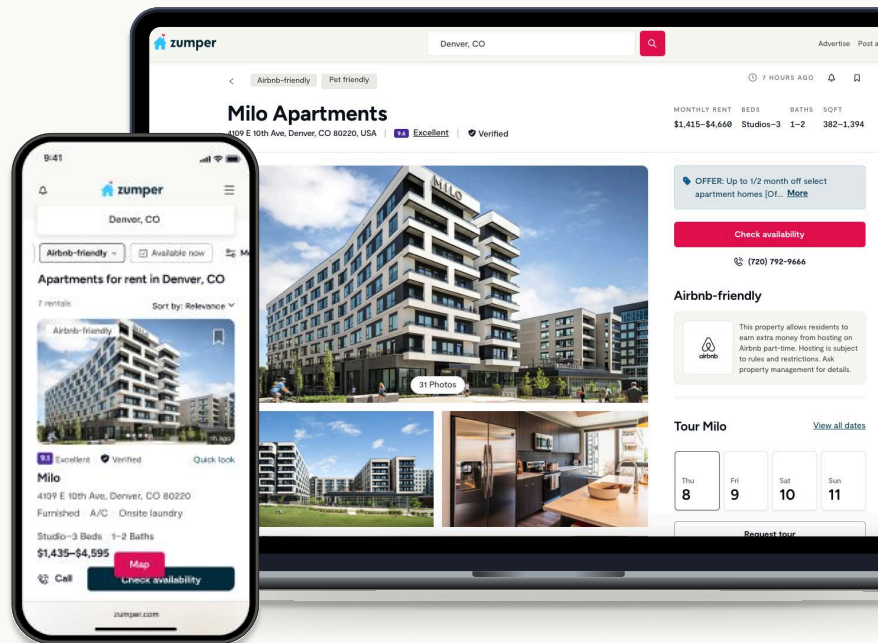 zumper
Denver, CO
Advertise Post a
Airbnb-friendly Pet friendly
7 HOURS AGO
Milo Apartments
4109 E 10th Ave, Denver, CO 80220, USA | 9.6 Excellent | Verified
MONTHLY RENT BEDS BATHS SQFT
$1,415–$4,660 Studios–3 1–2 382–1,394
MILO
31 Photos
OFFER: Up to 1/2 month off select
apartment homes [Of... More
Check availability
(720) 792-9666
Airbnb-friendly
airbnb
This property allows residents to
earn extra money from hosting on
Airbnb part-time. Hosting is subject
to rules and restrictions. Ask
property management for details.
Tour Milo View all dates
Thu Fri Sat Sun
8 9 10 11
Request tour
9:41
zumper
Denver, CO
Airbnb-friendly Available now M
Apartments for rent in Denver, CO
7 rentals Sort by: Relevance
Airbnb-friendly
1h ago
9.1 Excellent Verified Quick look
Milo
4109 E 10th Ave, Denver, CO 80220
Furnished A/C Onsite laundry
Studio–3 Beds 1–2 Baths
$1,435–$4,595
Map
Call Check availability
zumper.com